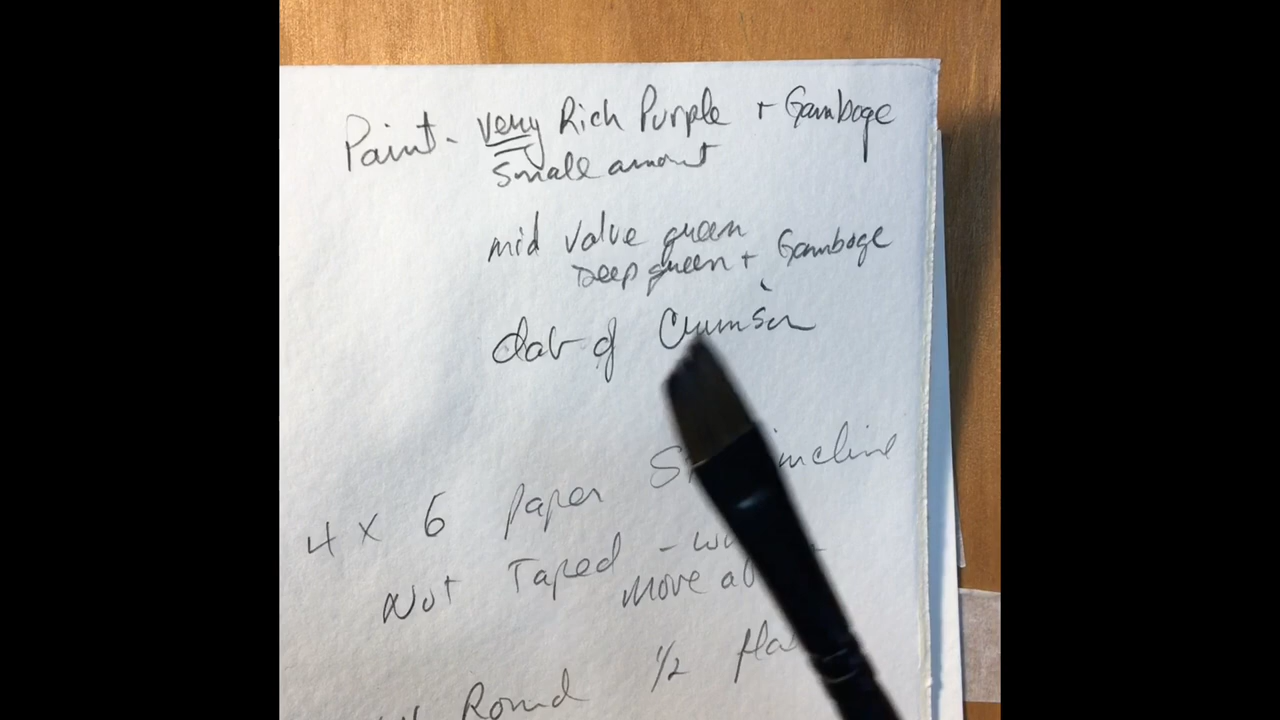 Paint - very Rich Purple + Gamboge
small amount
mid value green
Deep green + Gamboge
dab of Crimson
4 x 6 paper incline
Not Taped -
move
Round 1/2